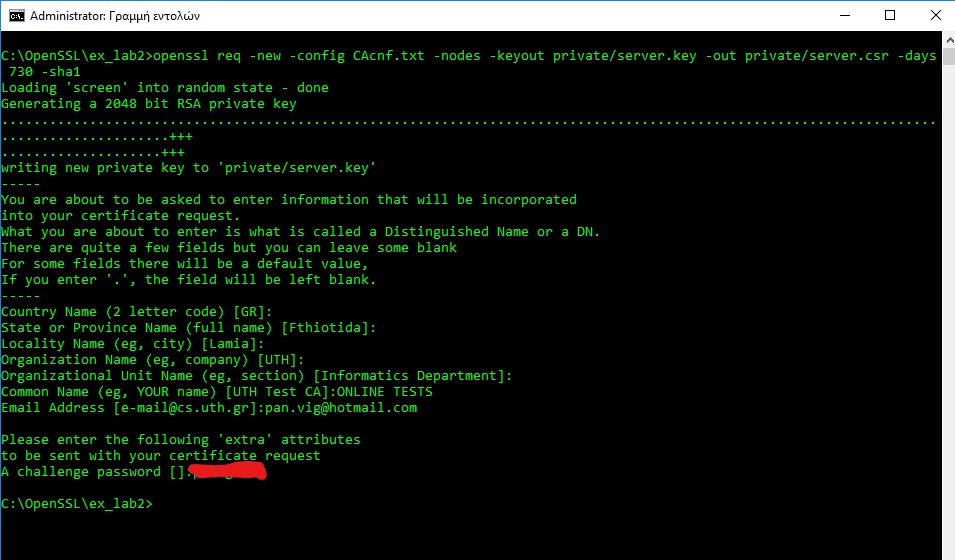 Administrator: Γραμμή εντολών
C:\OpenSSL\ex_lab2>openssl req -new -config CAcnf.txt -nodes -keyout private/server.key -out private/server.csr -days
 730 -sha1
Loading 'screen' into random state - done
Generating a 2048 bit RSA private key
.....................................................................................................................
.....................+++
....................+++
writing new private key to 'private/server.key'
-----
You are about to be asked to enter information that will be incorporated
into your certificate request.
What you are about to enter is what is called a Distinguished Name or a DN.
There are quite a few fields but you can leave some blank
For some fields there will be a default value,
If you enter '.', the field will be left blank.
-----
Country Name (2 letter code) [GR]:
State or Province Name (full name) [Fthiotida]:
Locality Name (eg, city) [Lamia]:
Organization Name (eg, company) [UTH]:
Organizational Unit Name (eg, section) [Informatics Department]:
Common Name (eg, YOUR name) [UTH Test CA]:ONLINE TESTS
Email Address [e-mail@cs.uth.gr]:pan.vig@hotmail.com
Please enter the following 'extra' attributes
to be sent with your certificate request
A challenge password []:
C:\OpenSSL\ex_lab2>